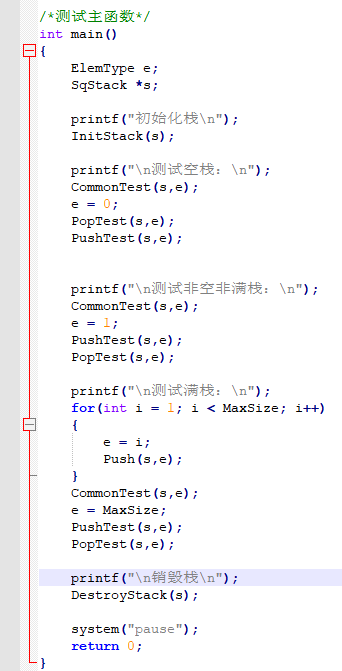 /*测试主函数*/
int main()
{
    ElemType e;
    SqStack *s;

    printf("初始化栈\n");
    InitStack(s);

    printf("\n测试空栈：\n");
    CommonTest(s,e);
    e = 0;
    PopTest(s,e);
    PushTest(s,e);


    printf("\n测试非空非满栈：\n");
    CommonTest(s,e);
    e = 1;
    PushTest(s,e);
    PopTest(s,e);

    printf("\n测试满栈：\n");
    for(int i = 1; i < MaxSize; i++)
    {
        e = i;
        Push(s,e);
    }
    CommonTest(s,e);
    e = MaxSize;
    PushTest(s,e);
    PopTest(s,e);

    printf("\n销毁栈\n");
    DestroyStack(s);

    system("pause");
    return 0;
}